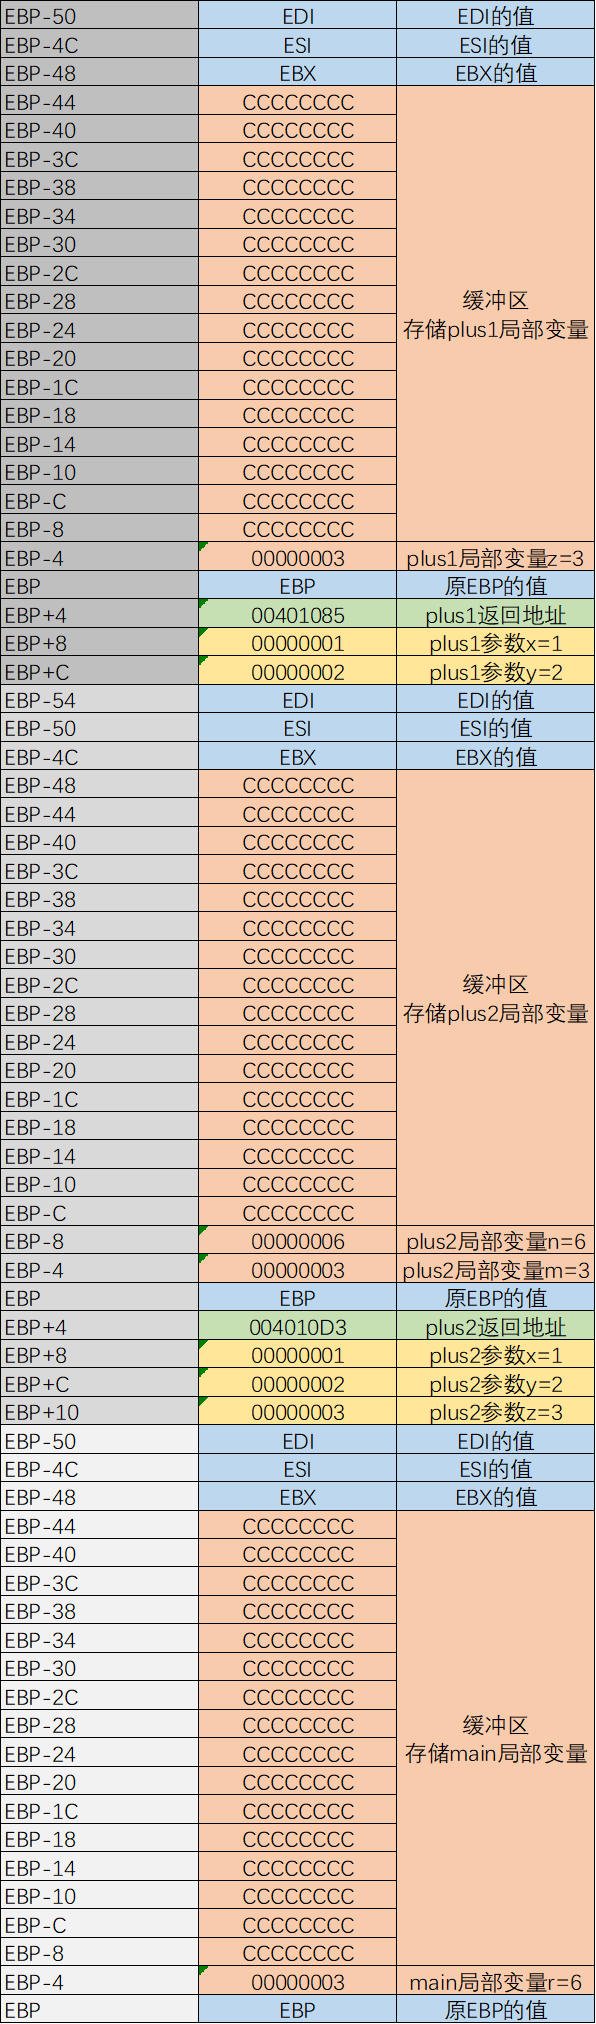 EBP-50 EDI EDI的值
EBP-4C ESI ESI的值
EBP-48 EBX EBX的值
EBP-44 CCCCCCCC
EBP-40 CCCCCCCC
EBP-3C CCCCCCCC
EBP-38 CCCCCCCC
EBP-34 CCCCCCCC
EBP-30 CCCCCCCC
EBP-2C CCCCCCCC
EBP-28 CCCCCCCC
缓冲区
EBP-24 CCCCCCCC
存储plus1局部变量
EBP-20 CCCCCCCC
EBP-1C CCCCCCCC
EBP-18 CCCCCCCC
EBP-14 CCCCCCCC
EBP-10 CCCCCCCC
EBP-C CCCCCCCC
EBP-8 CCCCCCCC
EBP-4 00000003 plus1局部变量z=3
EBP EBP 原EBP的值
EBP+4 00401085 plus1返回地址
EBP+8 00000001 plus1参数x=1
EBP+C 00000002 plus1参数y=2
EBP-54 EDI EDI的值
EBP-50 ESI ESI的值
EBP-4C EBX EBX的值
EBP-48 CCCCCCCC
EBP-44 CCCCCCCC
EBP-40 CCCCCCCC
EBP-3C CCCCCCCC
EBP-38 CCCCCCCC
EBP-34 CCCCCCCC
EBP-30 CCCCCCCC
EBP-2C CCCCCCCC
缓冲区
EBP-28 CCCCCCCC
存储plus2局部变量
EBP-24 CCCCCCCC
EBP-20 CCCCCCCC
EBP-1C CCCCCCCC
EBP-18 CCCCCCCC
EBP-14 CCCCCCCC
EBP-10 CCCCCCCC
EBP-C CCCCCCCC
EBP-8 00000006 plus2局部变量n=6
EBP-4 00000003 plus2局部变量m=3
EBP EBP 原EBP的值
EBP+4 004010D3 plus2返回地址
EBP+8 00000001 plus2参数x=1
EBP+C 00000002 plus2参数y=2
EBP+10 00000003 plus2参数z=3
EBP-50 EDI EDI的值
EBP-4C ESI ESI的值
EBP-48 EBX EBX的值
EBP-44 CCCCCCCC
EBP-40 CCCCCCCC
EBP-3C CCCCCCCC
EBP-38 CCCCCCCC
EBP-34 CCCCCCCC
EBP-30 CCCCCCCC
EBP-2C CCCCCCCC
EBP-28 CCCCCCCC
缓冲区
EBP-24 CCCCCCCC
存储main局部变量
EBP-20 CCCCCCCC
EBP-1C CCCCCCCC
EBP-18 CCCCCCCC
EBP-14 CCCCCCCC
EBP-10 CCCCCCCC
EBP-C CCCCCCCC
EBP-8 CCCCCCCC
EBP-4 00000003 main局部变量r=6
EBP EBP 原EBP的值